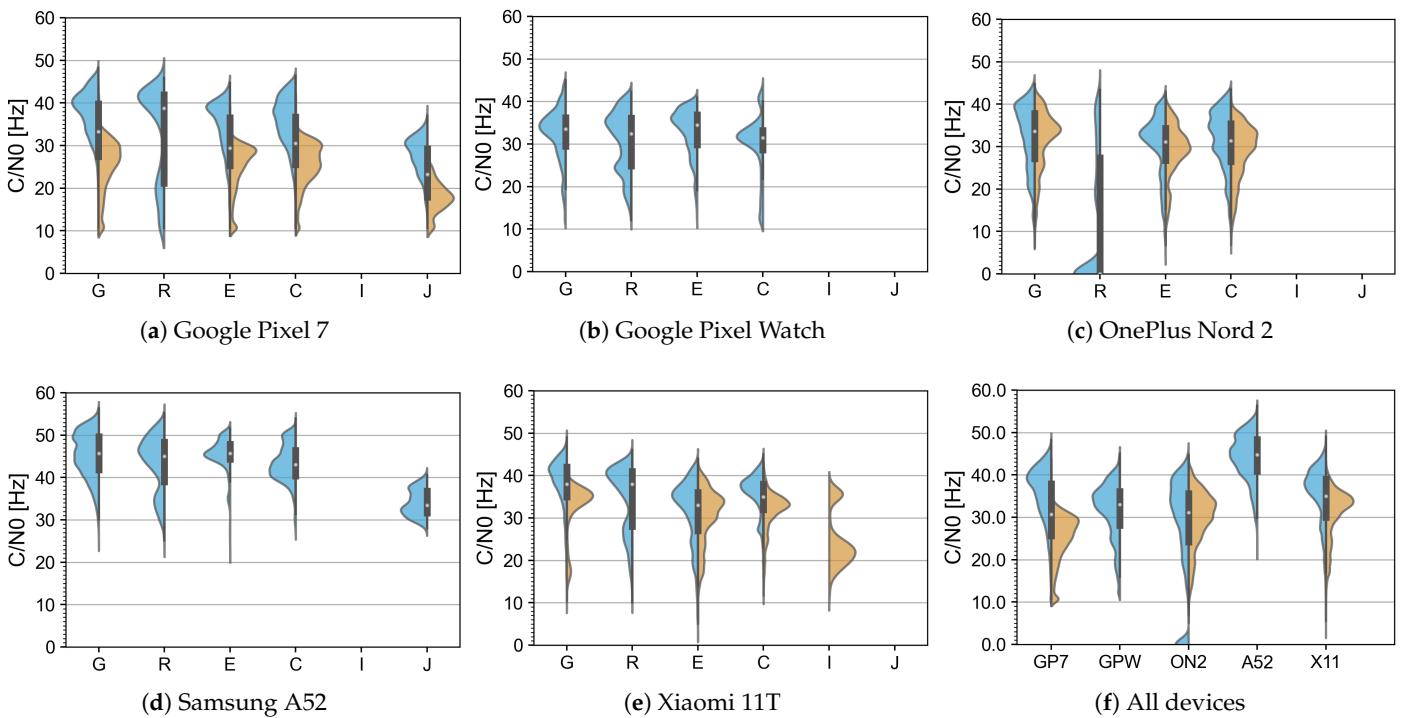 60
50
40
30
20
10
0
C/N0 [Hz]
G R E C I J
(a) Google Pixel 7
60
50
40
30
20
10
0
C/N0 [Hz]
G R E C I J
(b) Google Pixel Watch
60
50
40
30
20
10
0
C/N0 [Hz]
G R E C I J
(c) OnePlus Nord 2
60
50
40
30
20
10
0
C/N0 [Hz]
G R E C I J
(d) Samsung A52
60
50
40
30
20
10
0
C/N0 [Hz]
G R E C I J
(e) Xiaomi 11T
60.0
50.0
40.0
30.0
20.0
10.0
0.0
C/N0 [Hz]
GP7 GPW ON2 A52 X11
(f) All devices